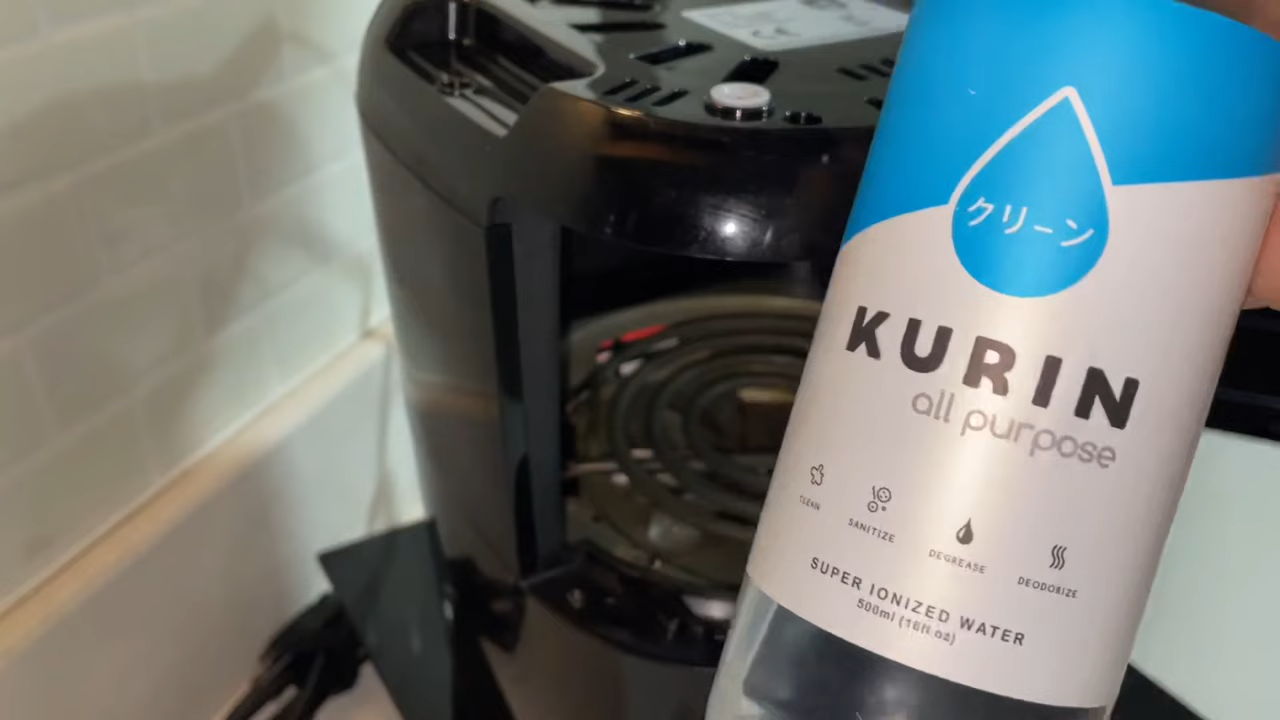 クリーン
KURIN
all purpose
CLEAN
SANITIZE
DEGREASE
DEODORIZE
SUPER IONIZED WATER
500ml (16fl oz)